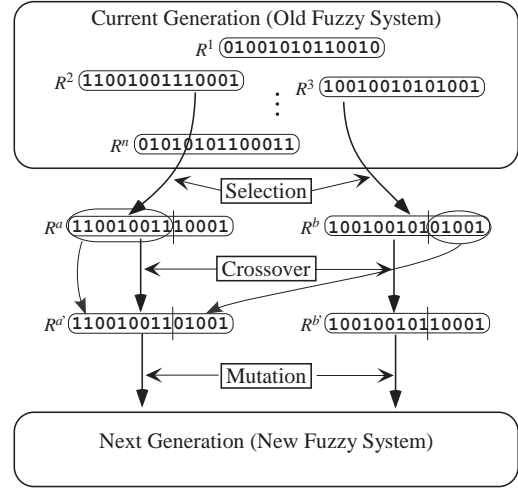 Current Generation (Old Fuzzy System)
R¹ 01001010110010
R² 11001001110001
R³ 10010010101001
⋮
Rⁿ 01010101100011
Selection
Rᵃ 11001001110001
Rᵇ 10010010101001
Crossover
Rᵃ' 11001001101001
Rᵇ' 10010010110001
Mutation
Next Generation (New Fuzzy System)